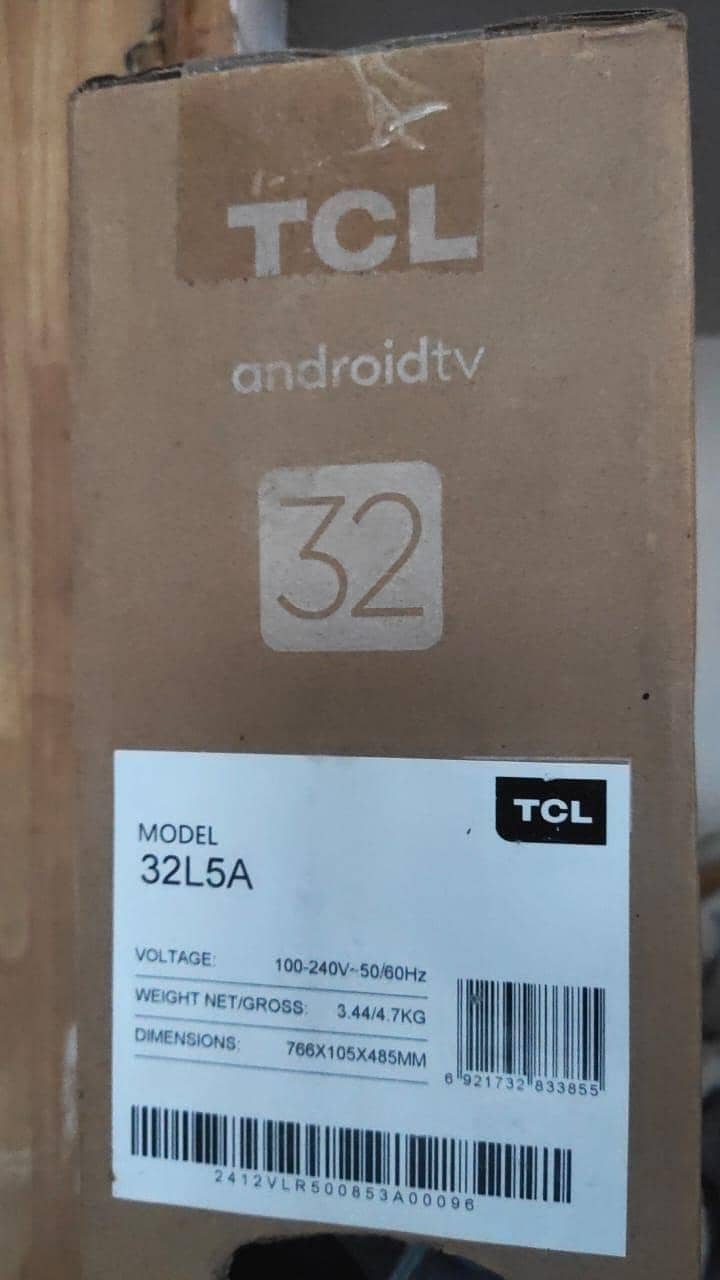 TCL
androidtv
32
TCL
MODEL
32L5A
VOLTAGE: 100-240V~50/60Hz
WEIGHT NET/GROSS: 3.44/4.7KG
DIMENSIONS: 766X105X485MM
6 921732 833855
2412VLR500853A00096